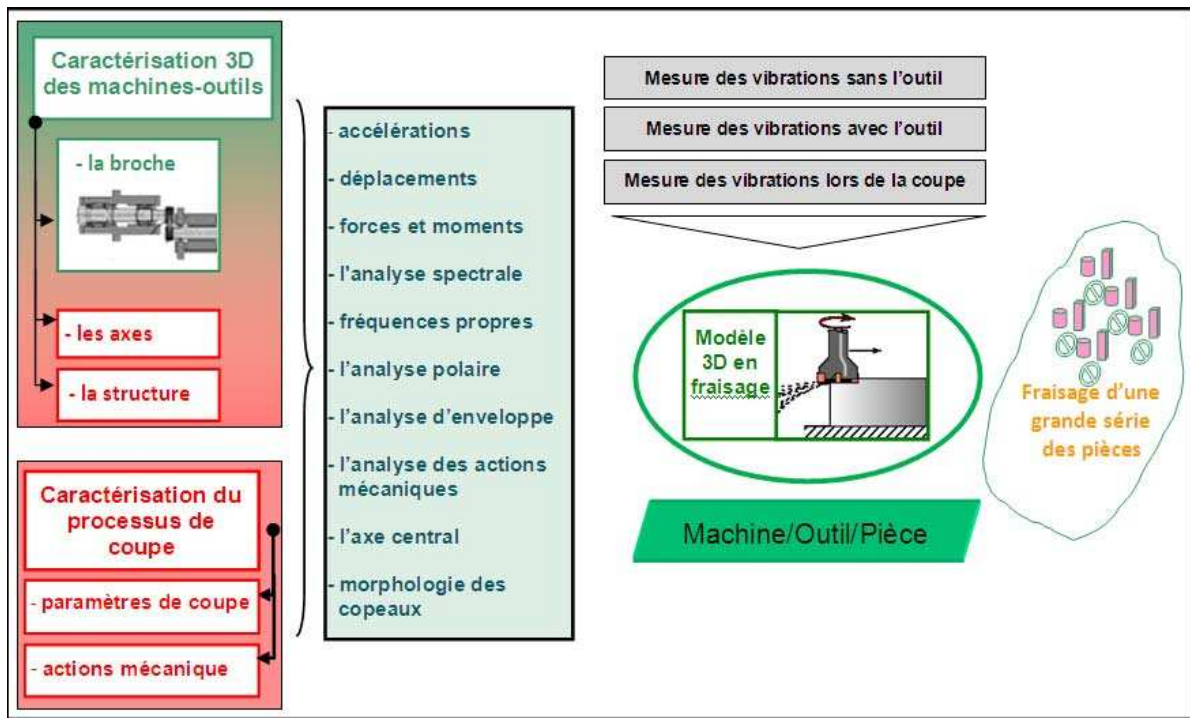 Caractérisation 3D
des machines-outils
- la broche
- les axes
- la structure
Caractérisation du
processus de
coupe
- paramètres de coupe
- actions mécanique
- accélérations
- déplacements
- forces et moments
- l'analyse spectrale
- fréquences propres
- l'analyse polaire
- l'analyse d'enveloppe
- l'analyse des actions
mécaniques
- l'axe central
- morphologie des
copeaux
Mesure des vibrations sans l'outil
Mesure des vibrations avec l'outil
Mesure des vibrations lors de la coupe
Modèle
3D en
fraisage
Machine/Outil/Pièce
Fraisage d'une
grande série
des pièces